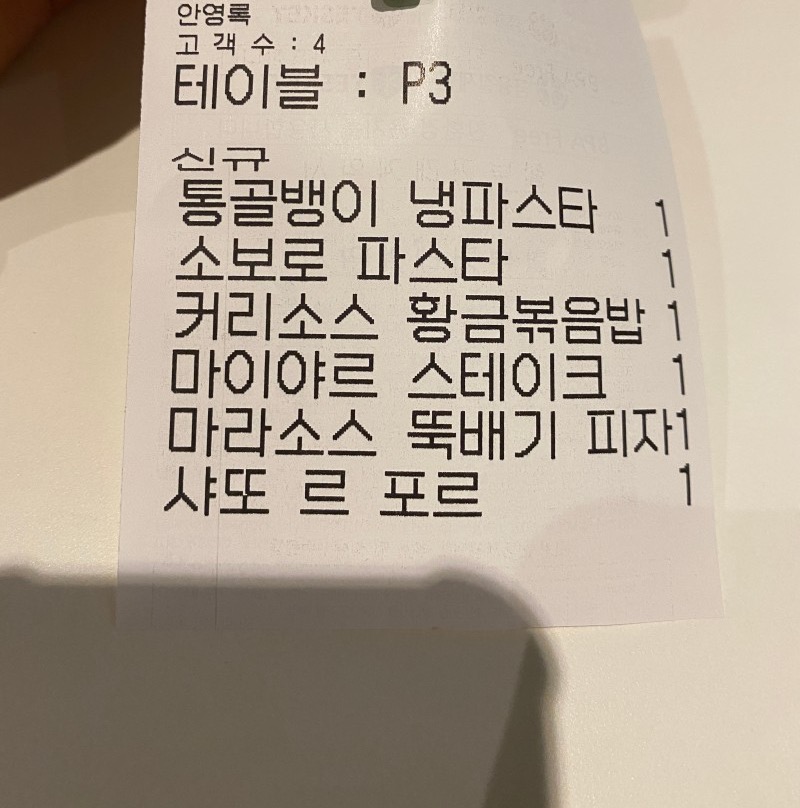 안영록
고 객 수 : 4
테이블 : P3
신규
통골뱅이 냉파스타 1
소보로 파스타 1
커리소스 황금볶음밥 1
마이야르 스테이크 1
마라소스 뚝배기 피자1
샤또 르 포르 1